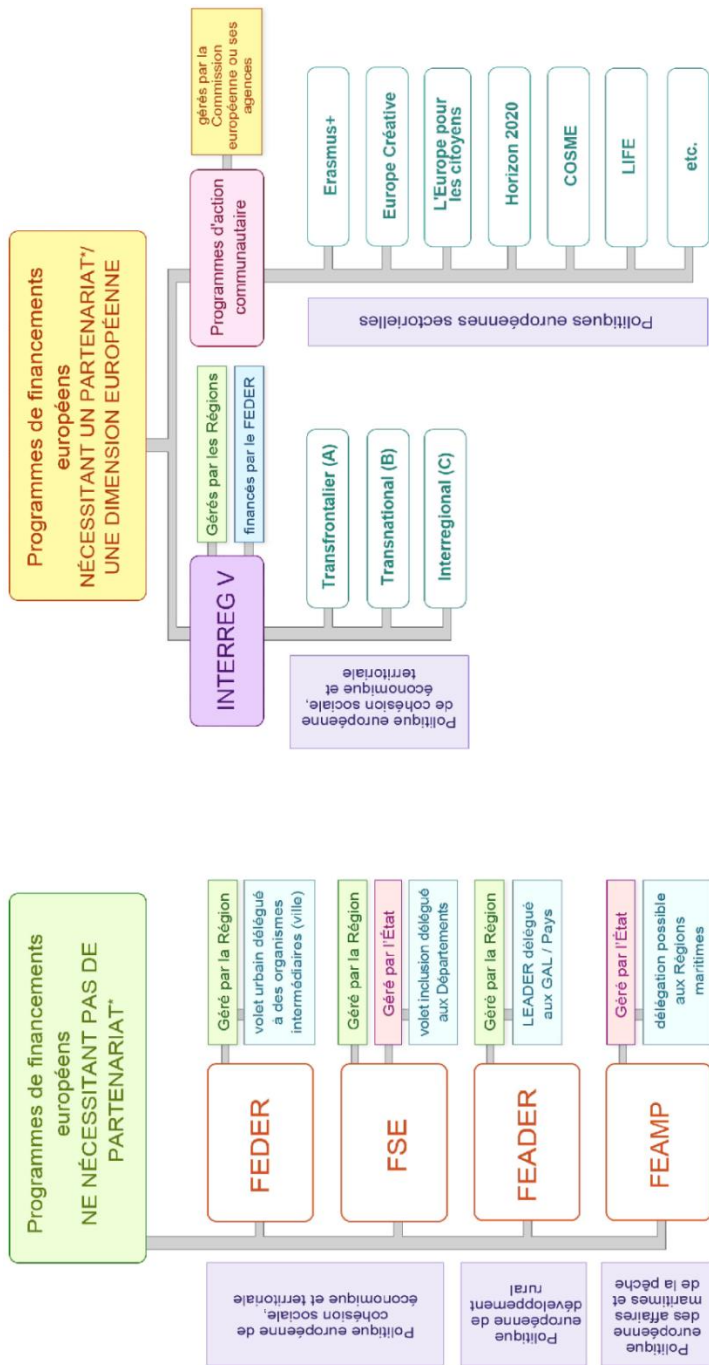 Programmes de financements
européens
NE NÉCESSITANT PAS DE
PARTENARIAT*
Politique européenne de
cohésion sociale,
économique et territoriale
FEDER
Géré par la Région
volet urbain délégué
à des organismes
intermédiaires (ville)
FSE
Géré par la Région
Géré par l'État
volet inclusion délégué
aux Départements
Politique
européenne de
développement
rural
FEADER
Géré par la Région
LEADER délégué
aux GAL / Pays
Politique
européenne
des affaires
maritimes et
de la pêche
FEAMP
Géré par l'État
délégation possible
aux Régions
maritimes
Programmes de financements
européens
NÉCESSITANT UN PARTENARIAT*/
UNE DIMENSION EUROPÉENNE
INTERREG V
Gérés par les Régions
financés par le FEDER
Politique européenne
de cohésion sociale,
économique et
territoriale
Transfrontalier (A)
Transnational (B)
Interregional (C)
Programmes d'action
communautaire
gérés par la
Commission
européenne ou ses
agences
Politiques européennes sectorielles
Erasmus+
Europe Créative
L'Europe pour
les citoyens
Horizon 2020
COSME
LIFE
etc.